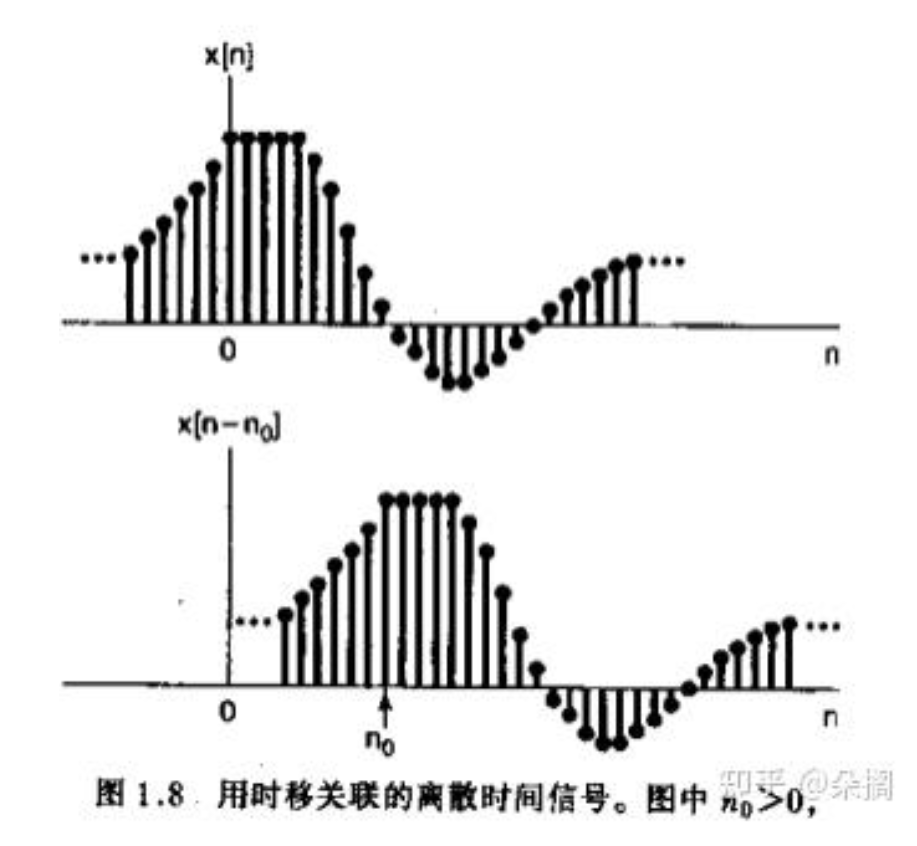 x[n]
...
...
0
n
x[n-n₀]
...
...
0
n₀
n
图 1.8 用时移关联的离散时间信号。图中 n₀>0,
知乎 @朵搁